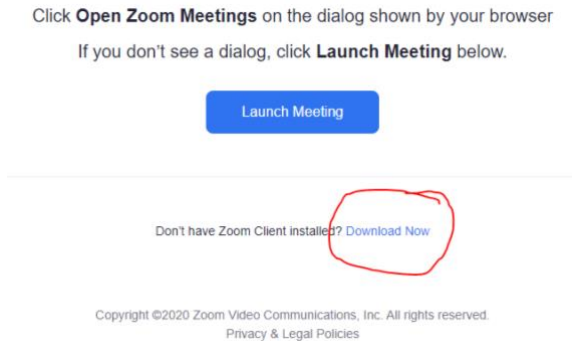 Click Open Zoom Meetings on the dialog shown by your browser
If you don't see a dialog, click Launch Meeting below.
Launch Meeting
Don't have Zoom Client installed? Download Now
Copyright ©2020 Zoom Video Communications, Inc. All rights reserved.
Privacy & Legal Policies